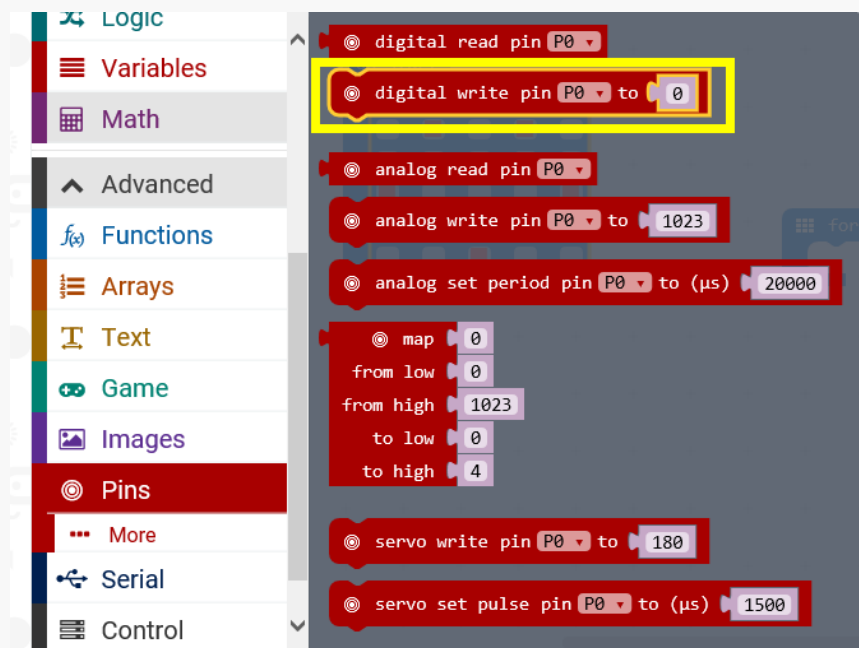 Logic
Variables
Math
Advanced
f(x) Functions
Arrays
Text
Game
Images
Pins
More
Serial
Control
digital read pin P0
digital write pin P0 to 0
analog read pin P0
analog write pin P0 to 1023
analog set period pin P0 to (µs) 20000
map 0
from low 0
from high 1023
to low 0
to high 4
servo write pin P0 to 180
servo set pulse pin P0 to (µs) 1500
for